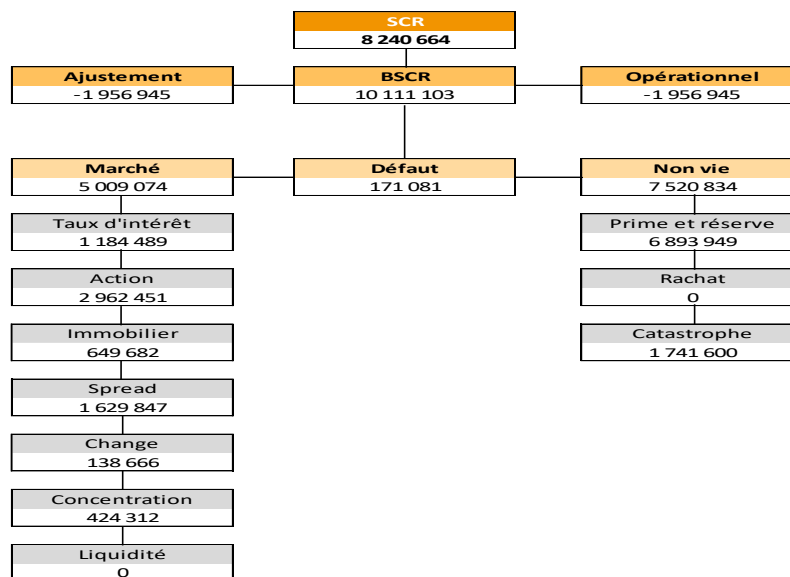 SCR
8 240 664
Ajustement
-1 956 945
BSCR
10 111 103
Opérationnel
-1 956 945
Marché
5 009 074
Défaut
171 081
Non vie
7 520 834
Taux d'intérêt
1 184 489
Action
2 962 451
Immobilier
649 682
Spread
1 629 847
Change
138 666
Concentration
424 312
Liquidité
0
Prime et réserve
6 893 949
Rachat
0
Catastrophe
1 741 600